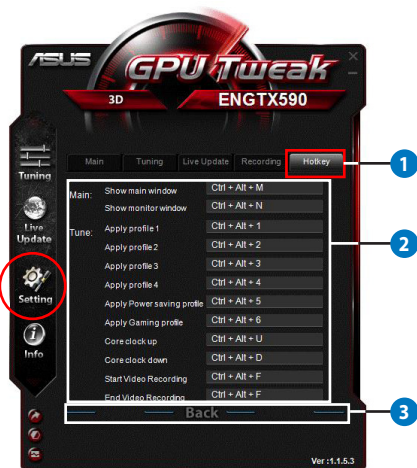 ASUS
GPU Tweak
3D ENGTX590
Main Tuning Live Update Recording Hotkey
1
Tuning
Live
Update
Setting
Info
Main: Show main window Ctrl + Alt + M
Show monitor window Ctrl + Alt + N
Tune: Apply profile 1 Ctrl + Alt + 1
Apply profile 2 Ctrl + Alt + 2
2
Apply profile 3 Ctrl + Alt + 3
Apply profile 4 Ctrl + Alt + 4
Apply Power saving profile Ctrl + Alt + 5
Apply Gaming profile Ctrl + Alt + 6
Core clock up Ctrl + Alt + U
Core clock down Ctrl + Alt + D
Start Video Recording Ctrl + Alt + F
End Video Recording Ctrl + Alt + F
Back
3
Ver :1.1.5.3